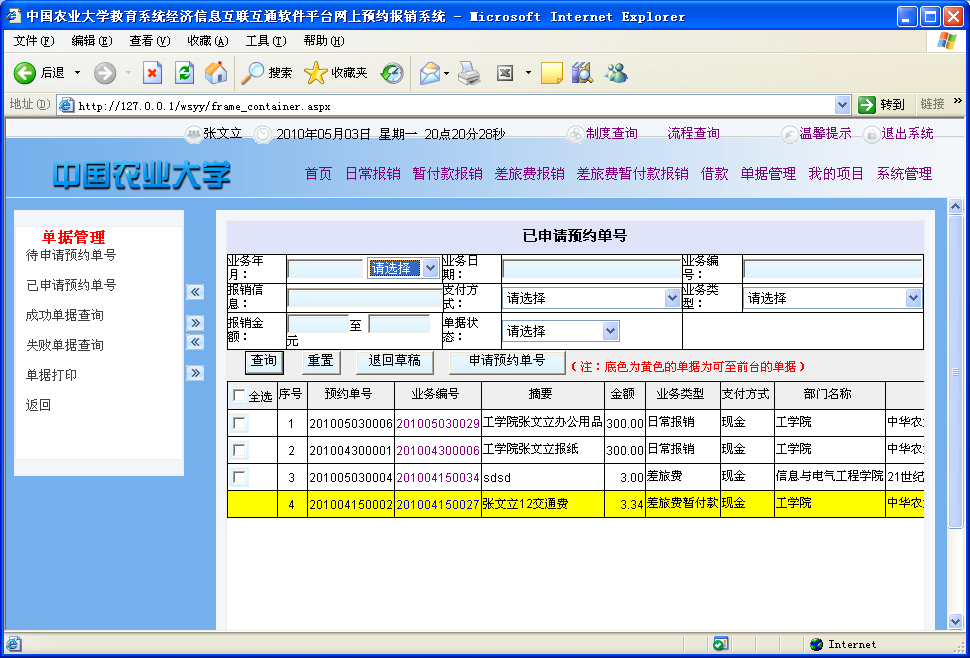 中国农业大学教育系统经济信息互联互通软件平台网上预约报销系统 - Microsoft Internet Explorer
文件(F) 编辑(E) 查看(V) 收藏(A) 工具(T) 帮助(H)
后退 搜索 收藏夹
地址(D) http://127.0.0.1/wsyy/frame_container.aspx 转到 链接 »
张文立 2010年05月03日 星期一 20点20分28秒 制度查询 流程查询 温馨提示 退出系统
中国农业大学
首页 日常报销 暂付款报销 差旅费报销 差旅费暂付款报销 借款 单据管理 我的项目 系统管理
单据管理
待申请预约单号
已申请预约单号
成功单据查询
失败单据查询
单据打印
返回
«
»
«
»
已申请预约单号
业务年月： 请选择 业务日期： 业务编号：
报销信息： 支付方式： 请选择 业务类型： 请选择
报销金额： 至 元 单据状态： 请选择
查询 重置 退回草稿 申请预约单号 (注：底色为黄色的单据为可至前台的单据)
全选 序号 预约单号 业务编号 摘要 金额 业务类型 支付方式 部门名称
1 201005030006 201005030029 工学院张文立办公用品 300.00 日常报销 现金 工学院 中华农
2 201004300001 201004300006 工学院张文立报纸 300.00 日常报销 现金 工学院 中华农
3 201005030004 201004150034 sdsd 3.00 差旅费 现金 信息与电气工程学院 21世纪
4 201004150002 201004150027 张文立12交通费 3.34 差旅费暂付款 现金 工学院 中华农
Internet